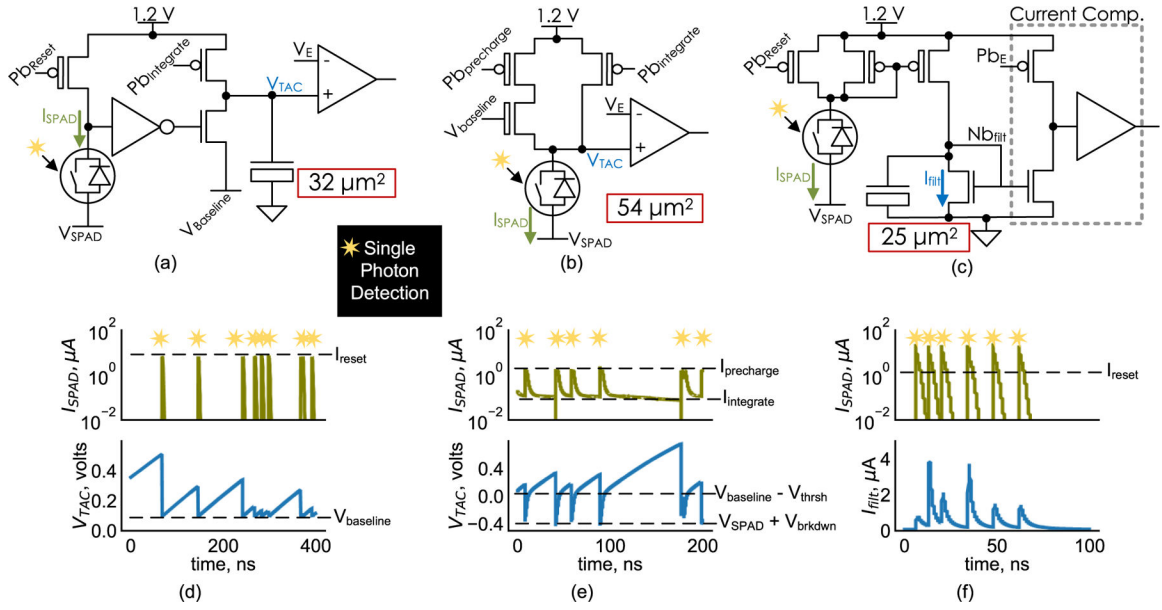 1.2 V
Pb_Reset
Pb_Integrate
V_E
-
+
V_TAC
I_SPAD
32 µm²
V_SPAD
V_Baseline
(a)
1.2 V
Pb_precharge
Pb_integrate
V_baseline
V_E
-
+
V_TAC
54 µm²
I_SPAD
V_SPAD
(b)
1.2 V
Current Comp.
Pb_Reset
Pb_E
Nb_filt
I_SPAD
I_filt
V_SPAD
25 µm²
(c)
Single
Photon
Detection
I_SPAD, µA
10²
10⁰
10⁻²
I_reset
V_TAC, volts
0.4
0.2
0.0
V_baseline
0 200 400
time, ns
(d)
I_SPAD, µA
10²
10⁰
10⁻²
I_precharge
I_integrate
V_TAC, volts
0.4
0.0
−0.4
V_baseline - V_thrsh
V_SPAD + V_brkdwn
0 100 200
time, ns
(e)
I_SPAD, µA
10²
10⁰
10⁻²
I_reset
I_filt, µA
4
2
0
0 50 100
time, ns
(f)